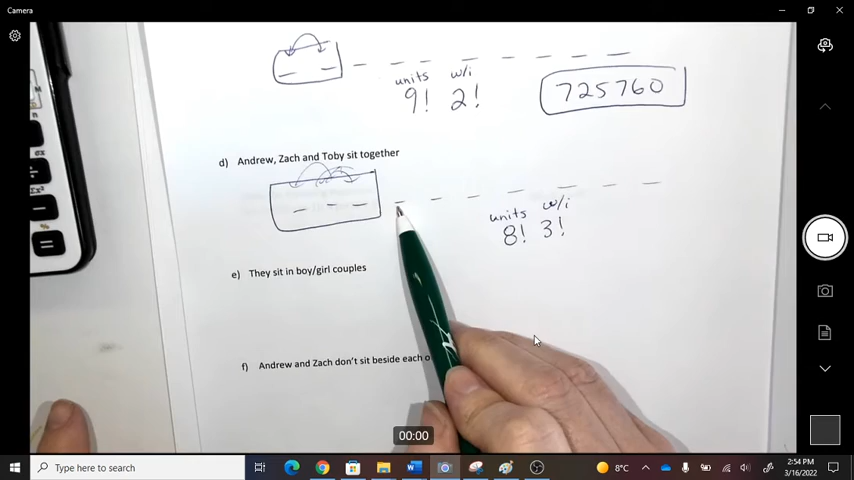 Camera
units w/i
9! 2!
725760
d) Andrew, Zach and Toby sit together
units w/i
8! 3!
e) They sit in boy/girl couples
f) Andrew and Zach don't sit beside each o
00:00
Type here to search
8°C
2:54 PM
3/16/2022